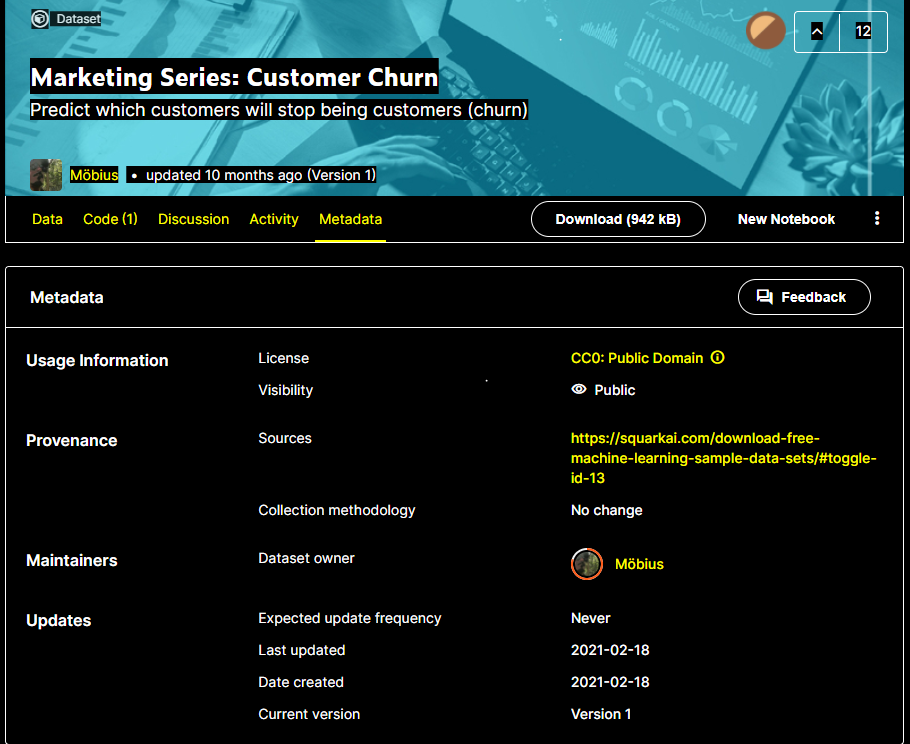 Dataset
12
Marketing Series: Customer Churn
Predict which customers will stop being customers (churn)
Möbius • updated 10 months ago (Version 1)
Data Code (1) Discussion Activity Metadata Download (942 kB) New Notebook
Metadata Feedback
Usage Information License CC0: Public Domain
Visibility Public
Provenance Sources https://squarkai.com/download-free-
machine-learning-sample-data-sets/#toggle-
id-13
Collection methodology No change
Maintainers Dataset owner Möbius
Updates Expected update frequency Never
Last updated 2021-02-18
Date created 2021-02-18
Current version Version 1